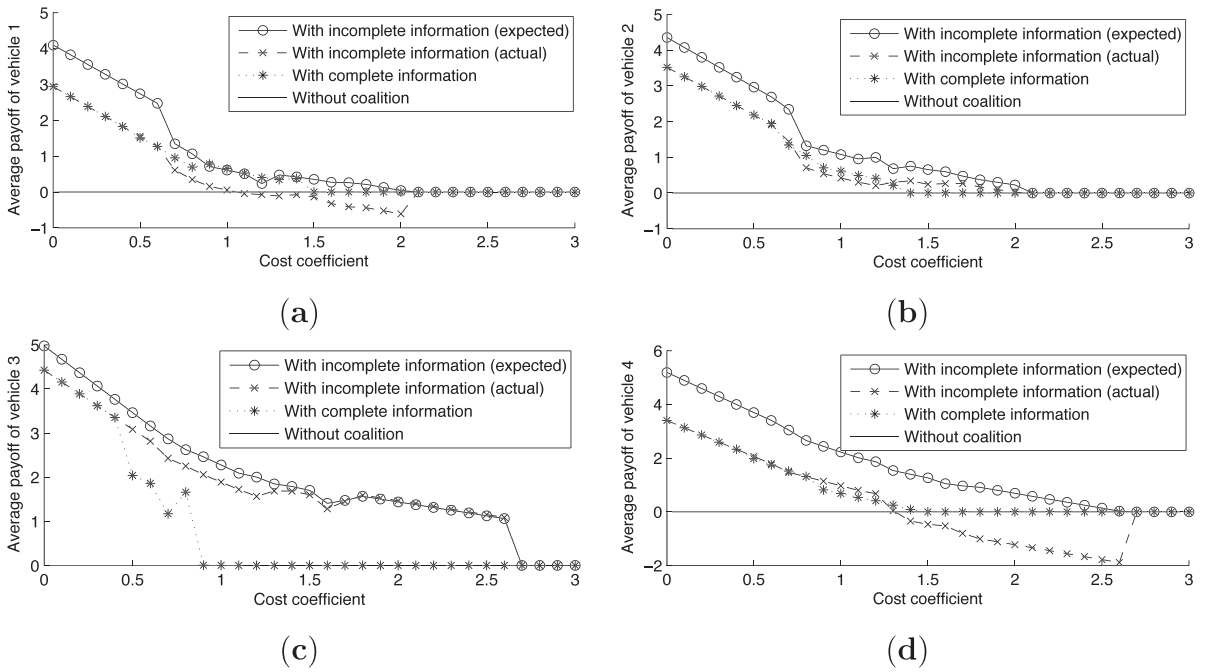 Average payoff of vehicle 1
5
4
3
2
1
0
−1
With incomplete information (expected)
With incomplete information (actual)
With complete information
Without coalition
0 0.5 1 1.5 2 2.5 3
Cost coefficient
(a)
Average payoff of vehicle 2
5
4
3
2
1
0
−1
With incomplete information (expected)
With incomplete information (actual)
With complete information
Without coalition
0 0.5 1 1.5 2 2.5 3
Cost coefficient
(b)
Average payoff of vehicle 3
5
4
3
2
1
0
With incomplete information (expected)
With incomplete information (actual)
With complete information
Without coalition
0 0.5 1 1.5 2 2.5 3
Cost coefficient
(c)
Average payoff of vehicle 4
6
4
2
0
−2
With incomplete information (expected)
With incomplete information (actual)
With complete information
Without coalition
0 0.5 1 1.5 2 2.5 3
Cost coefficient
(d)